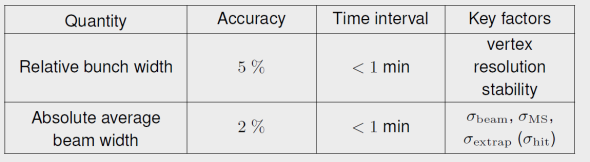 Quantity Accuracy Time interval Key factors
Relative bunch width 5 % < 1 min vertex
resolution
stability
Absolute average
beam width 2 % < 1 min σbeam, σMS,
σextrap (σhit)